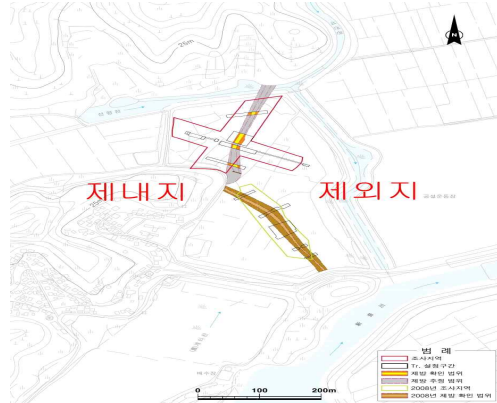 N
25m
제내지
제외지
범 례
조사지역
Tr. 설정구간
제방 확인 범위
제방 추정 범위
2008년 조사지역
2008년 제방 확인 범위
0 100 200m